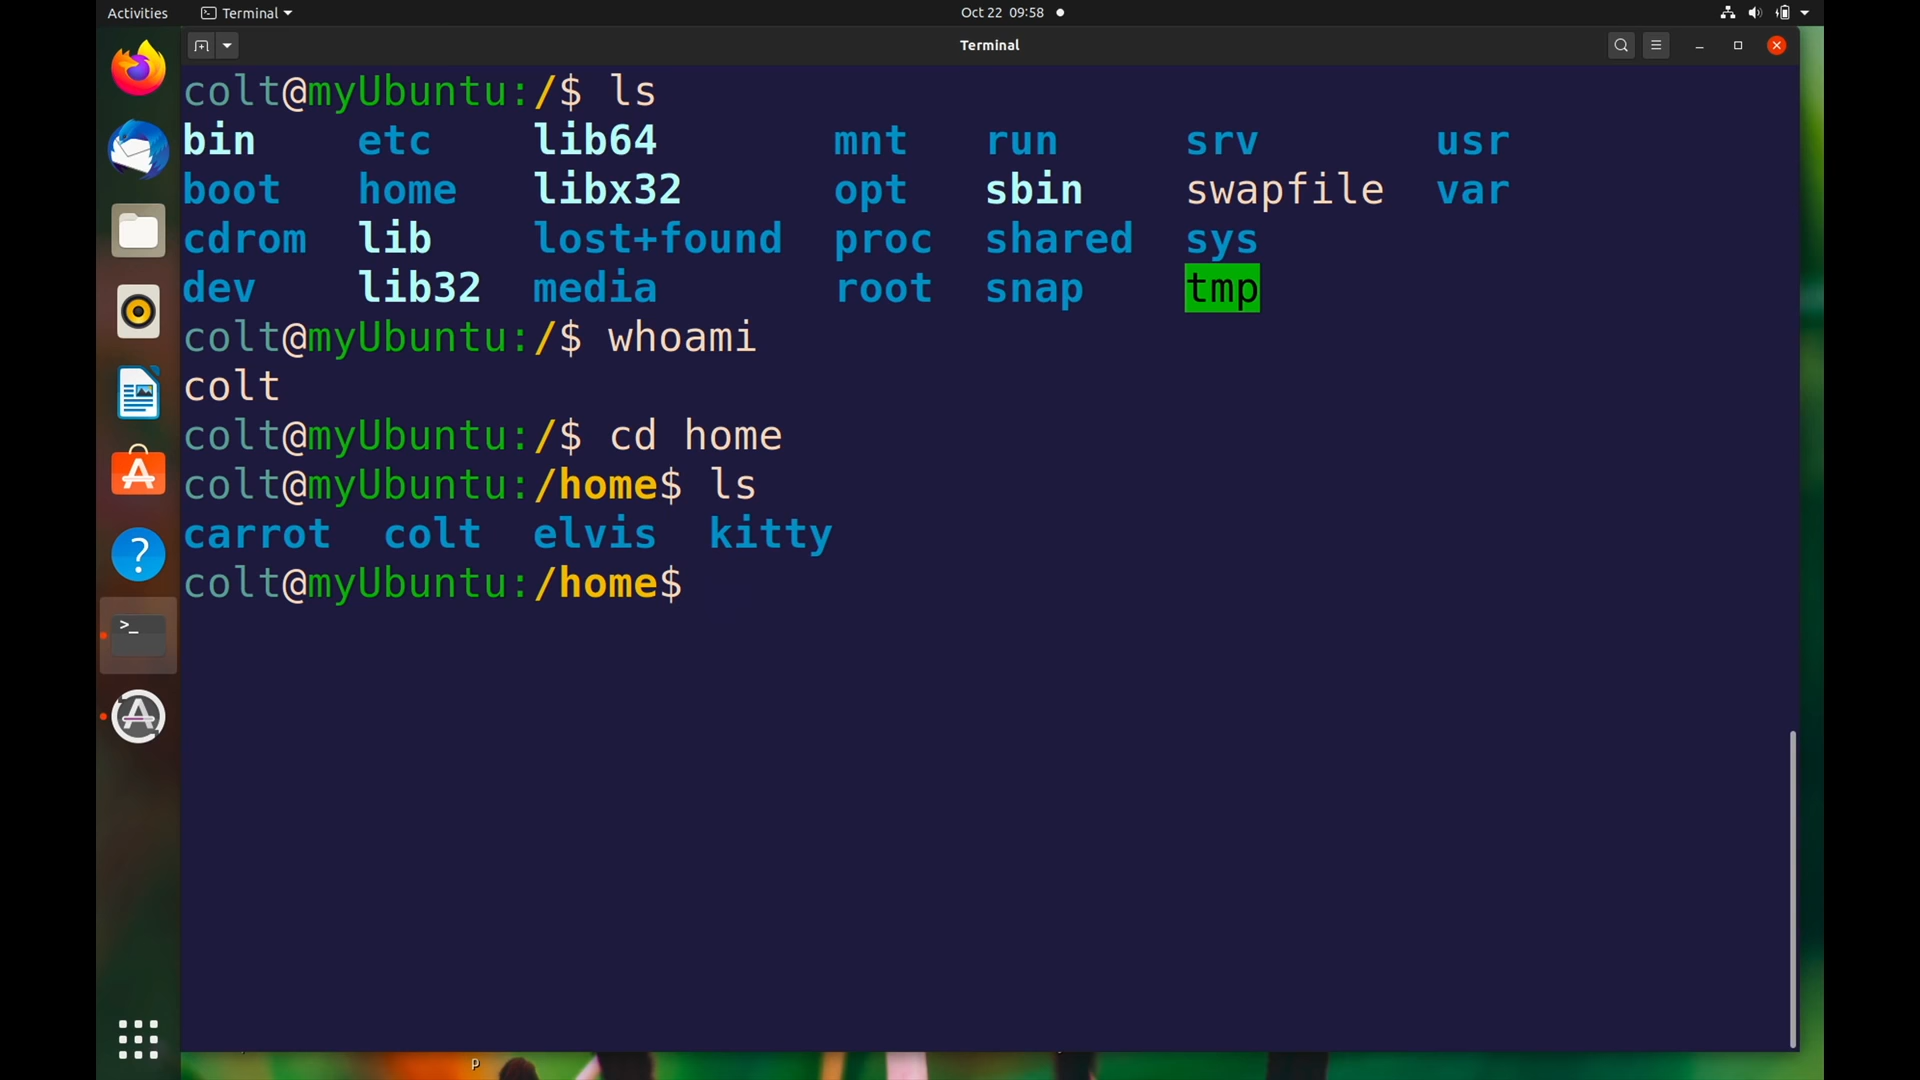 Activities Terminal Oct 22 09:58
Terminal
colt@myUbuntu:/$ ls
bin etc lib64 mnt run srv usr
boot home libx32 opt sbin swapfile var
cdrom lib lost+found proc shared sys
dev lib32 media root snap tmp
colt@myUbuntu:/$ whoami
colt
colt@myUbuntu:/$ cd home
colt@myUbuntu:/home$ ls
carrot colt elvis kitty
colt@myUbuntu:/home$